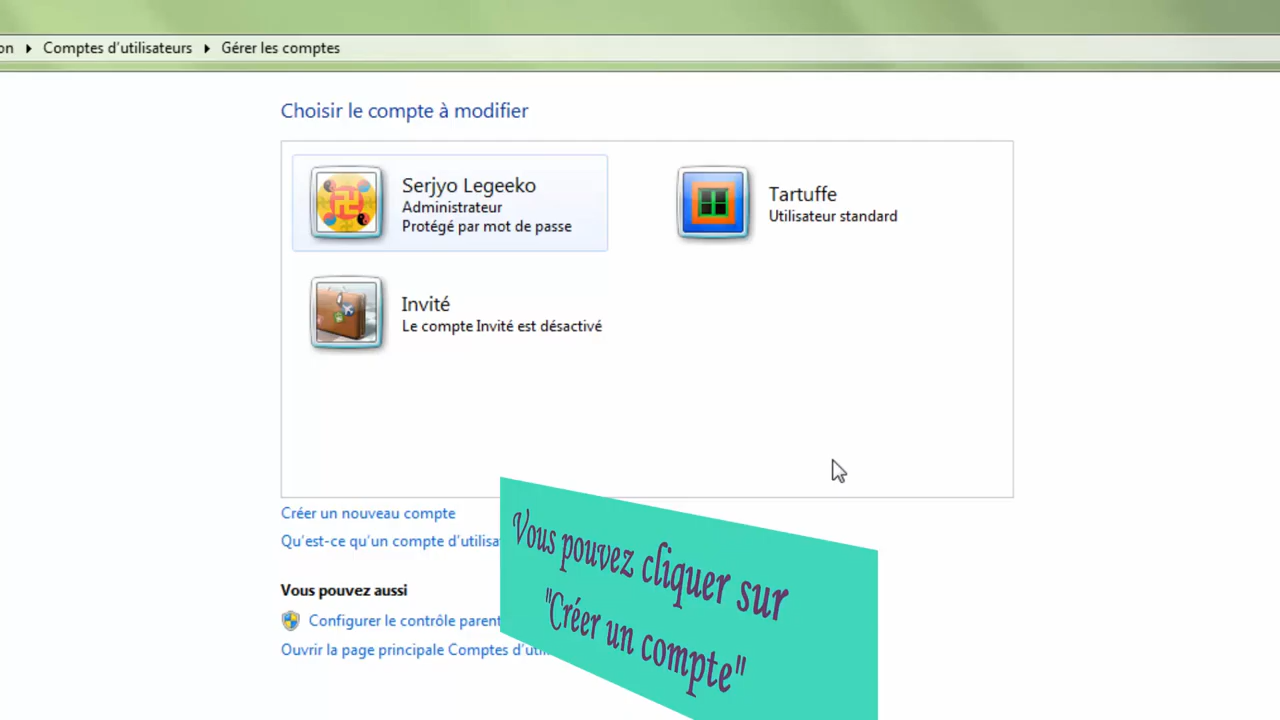 on ▸ Comptes d'utilisateurs ▸ Gérer les comptes
Choisir le compte à modifier
Serjyo Legeeko
Administrateur
Protégé par mot de passe
Tartuffe
Utilisateur standard
Invité
Le compte Invité est désactivé
Créer un nouveau compte
Qu'est-ce qu'un compte d'utilisa
Vous pouvez aussi
Configurer le contrôle parent
Ouvrir la page principale Comptes d'util
Vous pouvez cliquer sur
"Créer un compte"